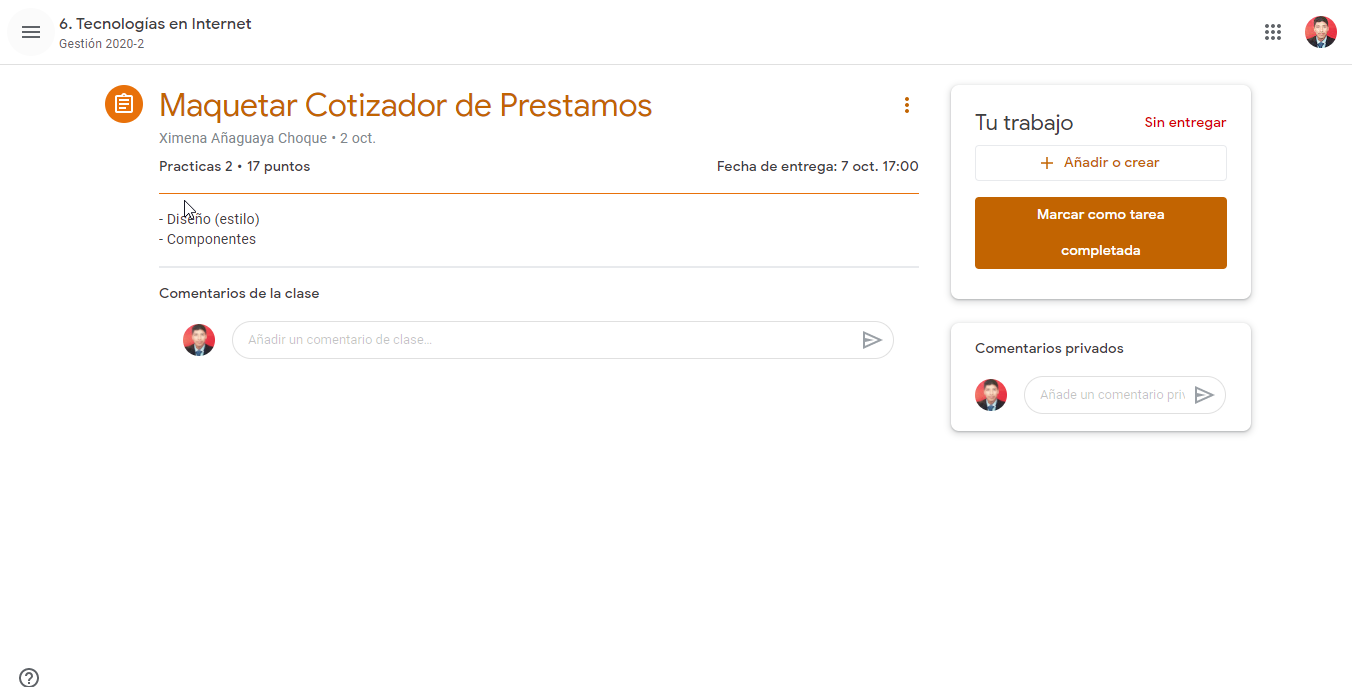 6. Tecnologías en Internet
Gestión 2020-2
Maquetar Cotizador de Prestamos
Ximena Añaguaya Choque • 2 oct.
Practicas 2 • 17 puntos
Fecha de entrega: 7 oct. 17:00
- Diseño (estilo)
- Componentes
Comentarios de la clase
Añadir un comentario de clase...
Tu trabajo
Sin entregar
+ Añadir o crear
Marcar como tarea
completada
Comentarios privados
Añade un comentario priv